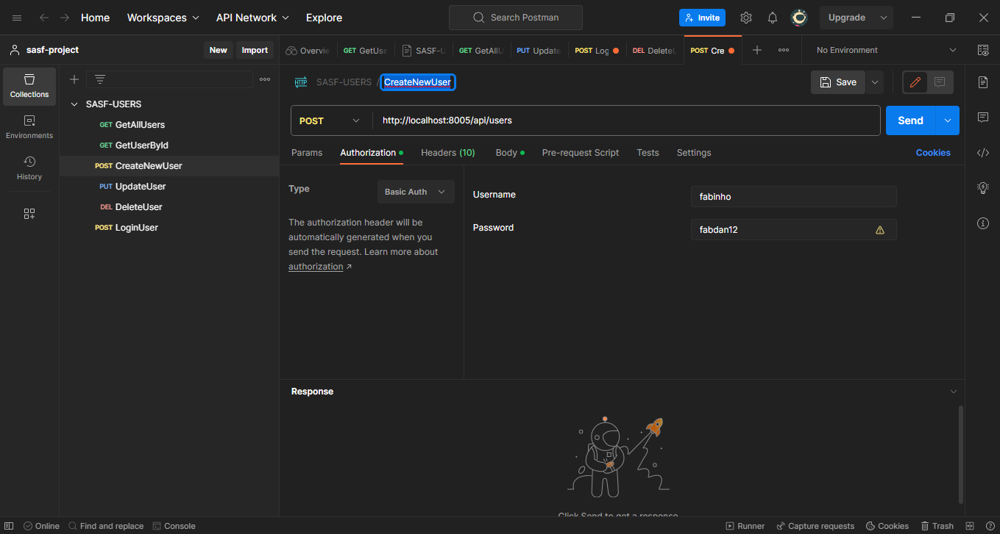 Home Workspaces API Network Explore Search Postman Invite Upgrade
sasf-project New Import Overvie GET GetUse SASF-U GET GetAllU PUT Update POST Log DEL DeleteU POST Cre No Environment
Collections
Environments
History
SASF-USERS
GET GetAllUsers
GET GetUserById
POST CreateNewUser
PUT UpdateUser
DEL DeleteUser
POST LoginUser
HTTP SASF-USERS / CreateNewUser Save
POST http://localhost:8005/api/users Send
Params Authorization Headers (10) Body Pre-request Script Tests Settings Cookies
Type Basic Auth
The authorization header will be
automatically generated when you
send the request. Learn more about
authorization ↗
Username fabinho
Password fabdan12
Response
Click Send to get a response
Online Find and replace Console Runner Capture requests Cookies Trash